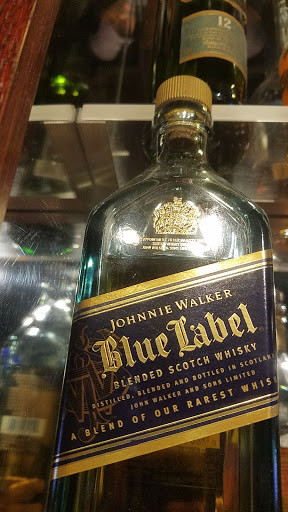 12
JOHNNIE WALKER
Blue Label
BLENDED SCOTCH WHISKY
DISTILLED, BLENDED AND BOTTLED IN SCOTLAND
JOHN WALKER AND SONS LIMITED
A BLEND OF OUR RAREST WHIS